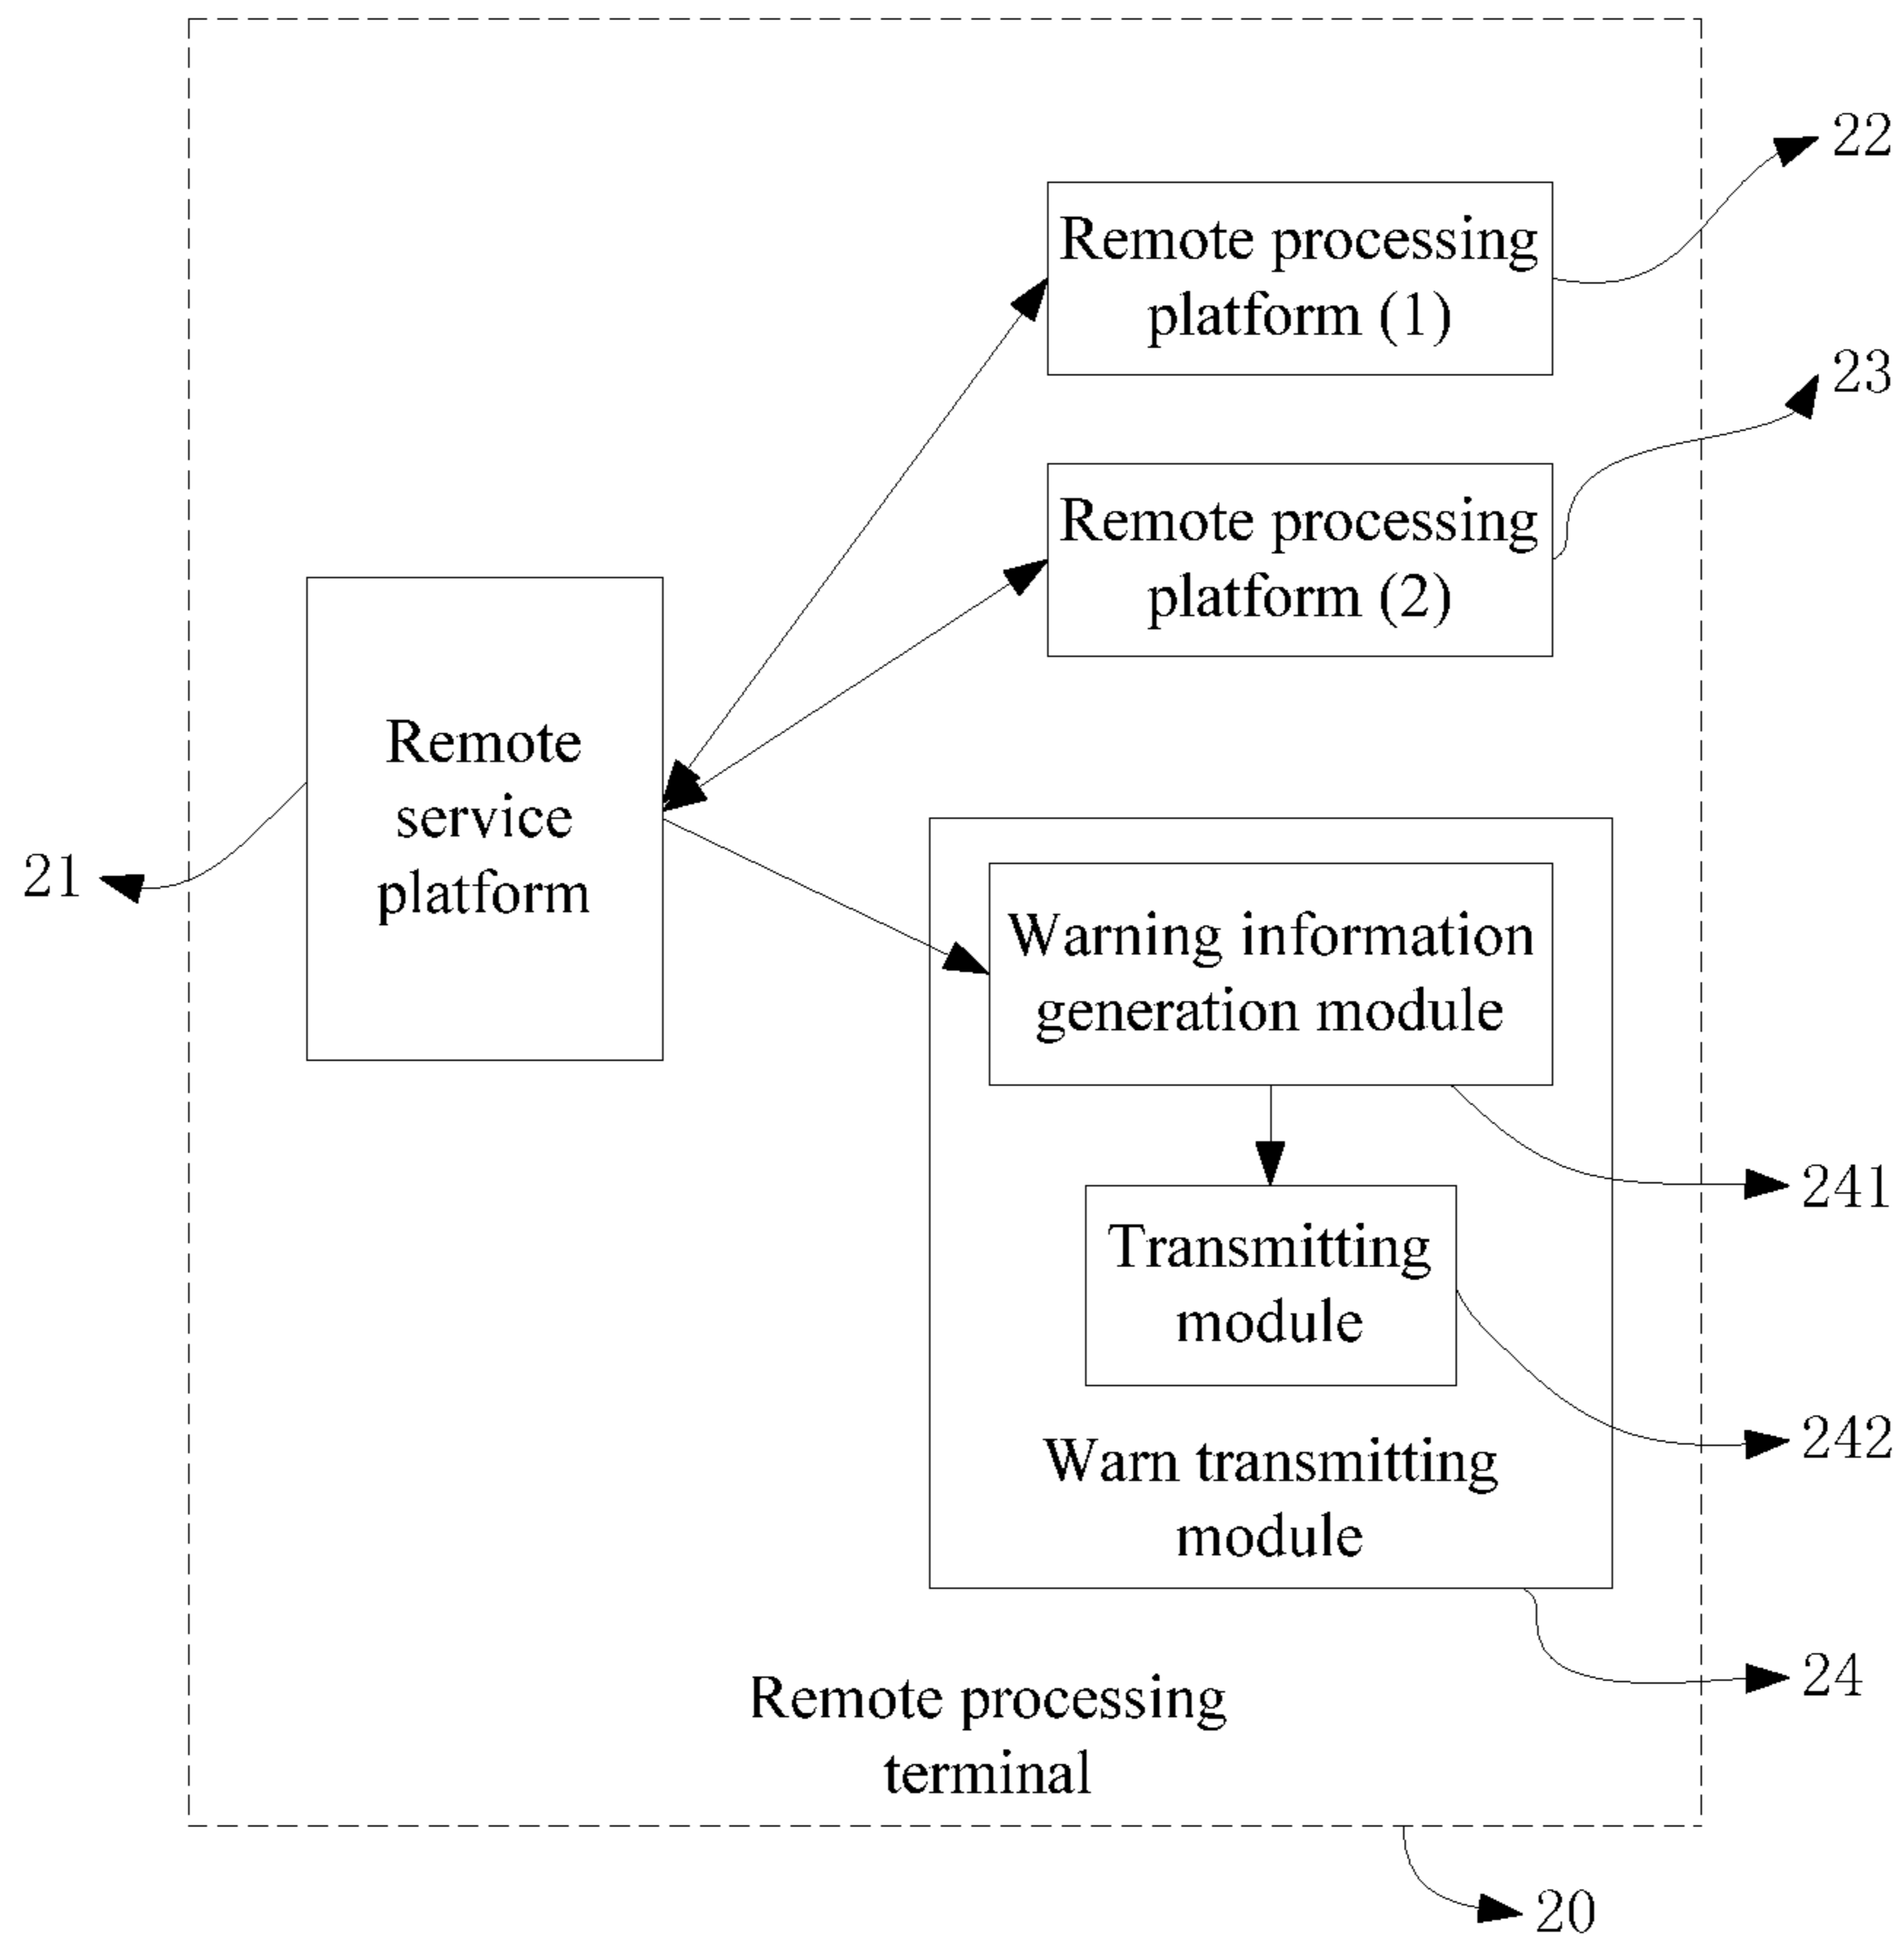 22
Remote processing
platform (1)
23
Remote processing
platform (2)
Remote
service
platform
21
Warning information
generation module
241
Transmitting
module
242
Warn transmitting
module
24
Remote processing
terminal
20